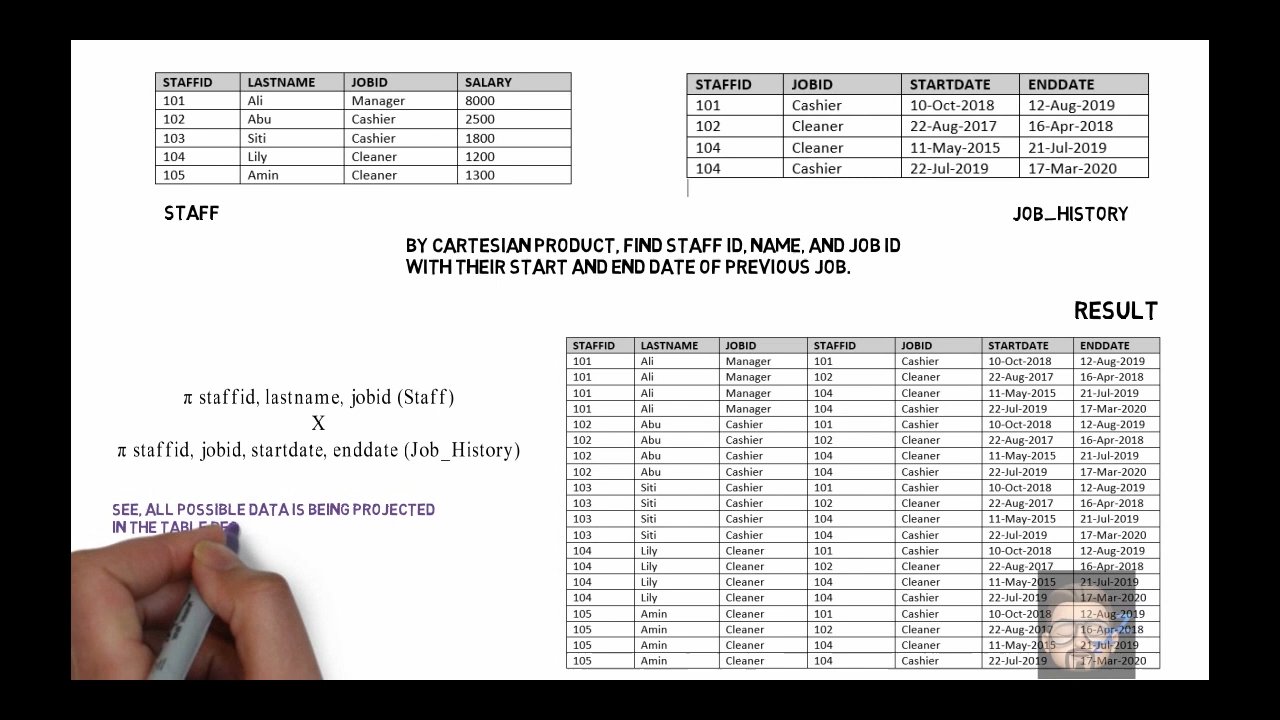 STAFFID LASTNAME JOBID SALARY
101 Ali Manager 8000
102 Abu Cashier 2500
103 Siti Cashier 1800
104 Lily Cleaner 1200
105 Amin Cleaner 1300
STAFF
STAFFID JOBID STARTDATE ENDDATE
101 Cashier 10-Oct-2018 12-Aug-2019
102 Cleaner 22-Aug-2017 16-Apr-2018
104 Cleaner 11-May-2015 21-Jul-2019
104 Cashier 22-Jul-2019 17-Mar-2020
JOB_HISTORY
BY CARTESIAN PRODUCT, FIND STAFF ID, NAME, AND JOB ID
WITH THEIR START AND END DATE OF PREVIOUS JOB.
π staffid, lastname, jobid (Staff)
X
π staffid, jobid, startdate, enddate (Job_History)
SEE, ALL POSSIBLE DATA IS BEING PROJECTED
IN THE TABLE
RESULT
STAFFID LASTNAME JOBID STAFFID JOBID STARTDATE ENDDATE
101 Ali Manager 101 Cashier 10-Oct-2018 12-Aug-2019
101 Ali Manager 102 Cleaner 22-Aug-2017 16-Apr-2018
101 Ali Manager 104 Cleaner 11-May-2015 21-Jul-2019
101 Ali Manager 104 Cashier 22-Jul-2019 17-Mar-2020
102 Abu Cashier 101 Cashier 10-Oct-2018 12-Aug-2019
102 Abu Cashier 102 Cleaner 22-Aug-2017 16-Apr-2018
102 Abu Cashier 104 Cleaner 11-May-2015 21-Jul-2019
102 Abu Cashier 104 Cashier 22-Jul-2019 17-Mar-2020
103 Siti Cashier 101 Cashier 10-Oct-2018 12-Aug-2019
103 Siti Cashier 102 Cleaner 22-Aug-2017 16-Apr-2018
103 Siti Cashier 104 Cleaner 11-May-2015 21-Jul-2019
103 Siti Cashier 104 Cashier 22-Jul-2019 17-Mar-2020
104 Lily Cleaner 101 Cashier 10-Oct-2018 12-Aug-2019
104 Lily Cleaner 102 Cleaner 22-Aug-2017 16-Apr-2018
104 Lily Cleaner 104 Cleaner 11-May-2015 21-Jul-2019
104 Lily Cleaner 104 Cashier 22-Jul-2019 17-Mar-2020
105 Amin Cleaner 101 Cashier 10-Oct-2018 12-Aug-2019
105 Amin Cleaner 102 Cleaner 22-Aug-2017 16-Apr-2018
105 Amin Cleaner 104 Cleaner 11-May-2015 21-Jul-2019
105 Amin Cleaner 104 Cashier 22-Jul-2019 17-Mar-2020